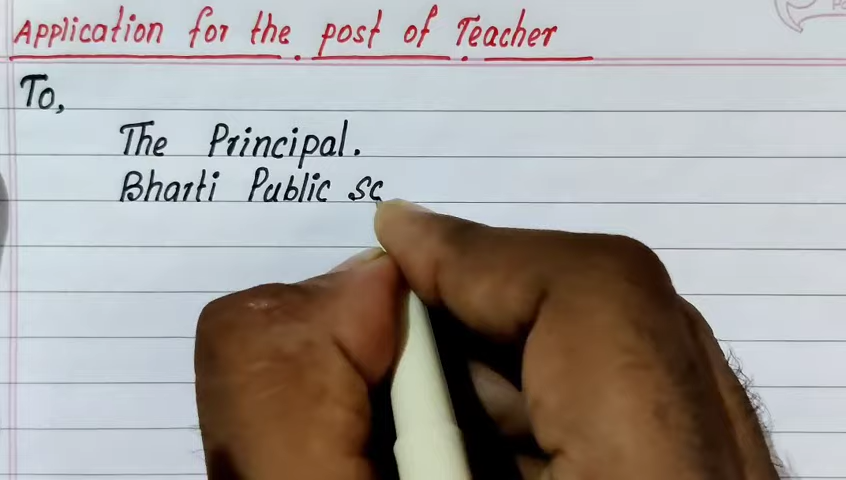 Application for the post of Teacher
To,
The Principal.
Bharti Public sc